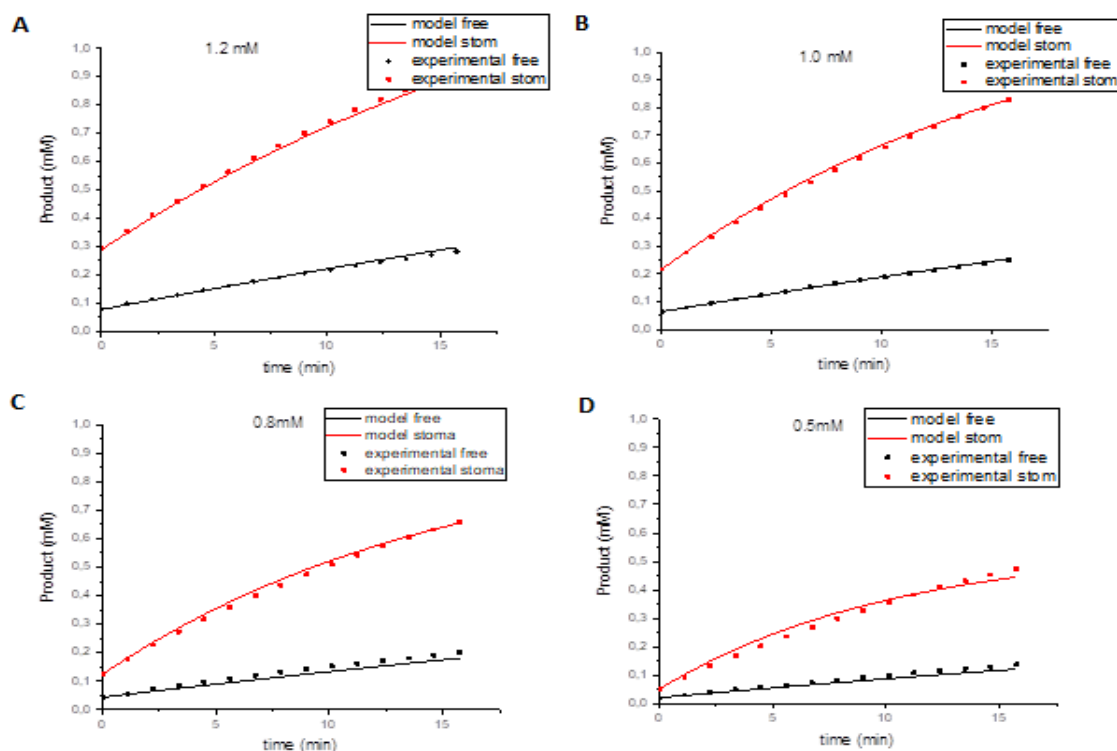 A
1.2 mM
model free
model stom
experimental free
experimental stom
1,0
0,9
0,8
0,7
0,6
0,5
0,4
0,3
0,2
0,1
0,0
Product (mM)
0
5
10
15
time (min)
B
1.0 mM
model free
model stom
experimental free
experimental stom
1,0
0,9
0,8
0,7
0,6
0,5
0,4
0,3
0,2
0,1
0,0
Product (mM)
0
5
10
15
time (min)
C
0.8mM
model free
model stoma
experimental free
experimental stoma
1,0
0,9
0,8
0,7
0,6
0,5
0,4
0,3
0,2
0,1
0,0
Product (mM)
0
5
10
15
time (min)
D
0.5mM
model free
model stom
experimental free
experimental stom
1,0
0,9
0,8
0,7
0,6
0,5
0,4
0,3
0,2
0,1
0,0
Product (mM)
0
5
10
15
time (min)